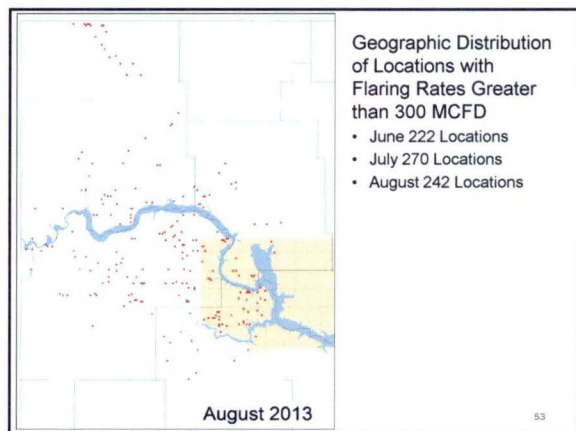 Geographic Distribution
of Locations with
Flaring Rates Greater
than 300 MCFD
• June 222 Locations
• July 270 Locations
• August 242 Locations
August 2013
53